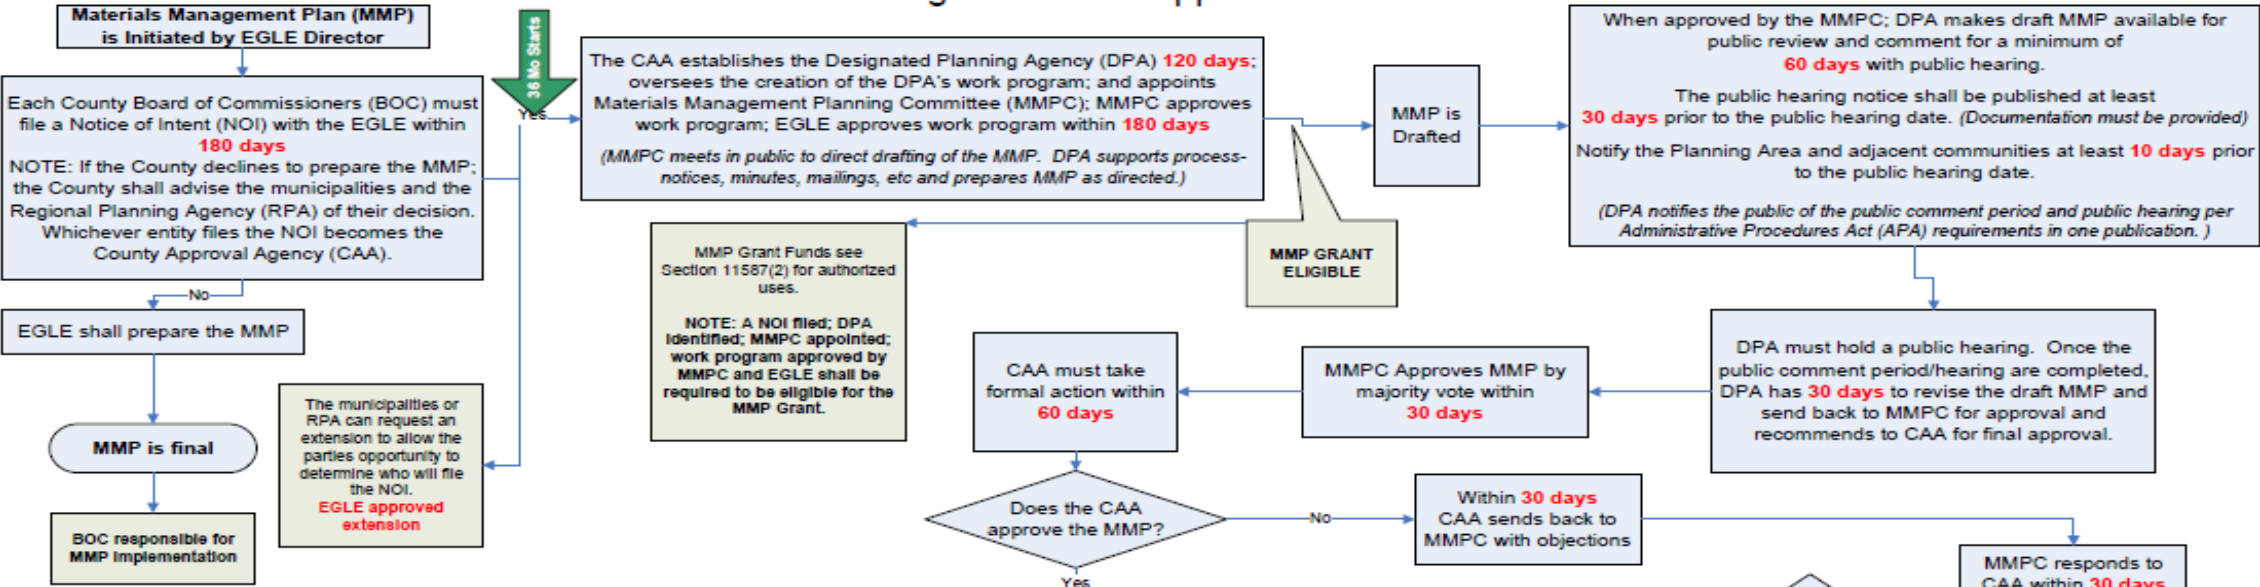 Materials Management Plan (MMP)
is Initiated by EGLE Director
Each County Board of Commissioners (BOC) must
file a Notice of Intent (NOI) with the EGLE within
180 days
NOTE: If the County declines to prepare the MMP;
the County shall advise the municipalities and the
Regional Planning Agency (RPA) of their decision.
Whichever entity files the NOI becomes the
County Approval Agency (CAA).
No
EGLE shall prepare the MMP
MMP is final
BOC responsible for
MMP Implementation
The municipalities or
RPA can request an
extension to allow the
parties opportunity to
determine who will file
the NOI.
EGLE approved
extension
36 Mo Starts
Yes
The CAA establishes the Designated Planning Agency (DPA) 120 days;
oversees the creation of the DPA's work program; and appoints
Materials Management Planning Committee (MMPC); MMPC approves
work program; EGLE approves work program within 180 days
(MMPC meets in public to direct drafting of the MMP. DPA supports process-
notices, minutes, mailings, etc and prepares MMP as directed.)
MMP GRANT
ELIGIBLE
MMP Grant Funds see
Section 11587(2) for authorized
uses.
NOTE: A NOI filed; DPA
identified; MMPC appointed;
work program approved by
MMPC and EGLE shall be
required to be eligible for the
MMP Grant.
MMP is
Drafted
When approved by the MMPC; DPA makes draft MMP available for
public review and comment for a minimum of
60 days with public hearing.
The public hearing notice shall be published at least
30 days prior to the public hearing date. (Documentation must be provided)
Notify the Planning Area and adjacent communities at least 10 days prior
to the public hearing date.
(DPA notifies the public of the public comment period and public hearing per
Administrative Procedures Act (APA) requirements in one publication. )
DPA must hold a public hearing. Once the
public comment period/hearing are completed,
DPA has 30 days to revise the draft MMP and
send back to MMPC for approval and
recommends to CAA for final approval.
MMPC Approves MMP by
majority vote within
30 days
CAA must take
formal action within
60 days
Does the CAA
approve the MMP?
No
Yes
Within 30 days
CAA sends back to
MMPC with objections
MMPC responds to
CAA within 30 days